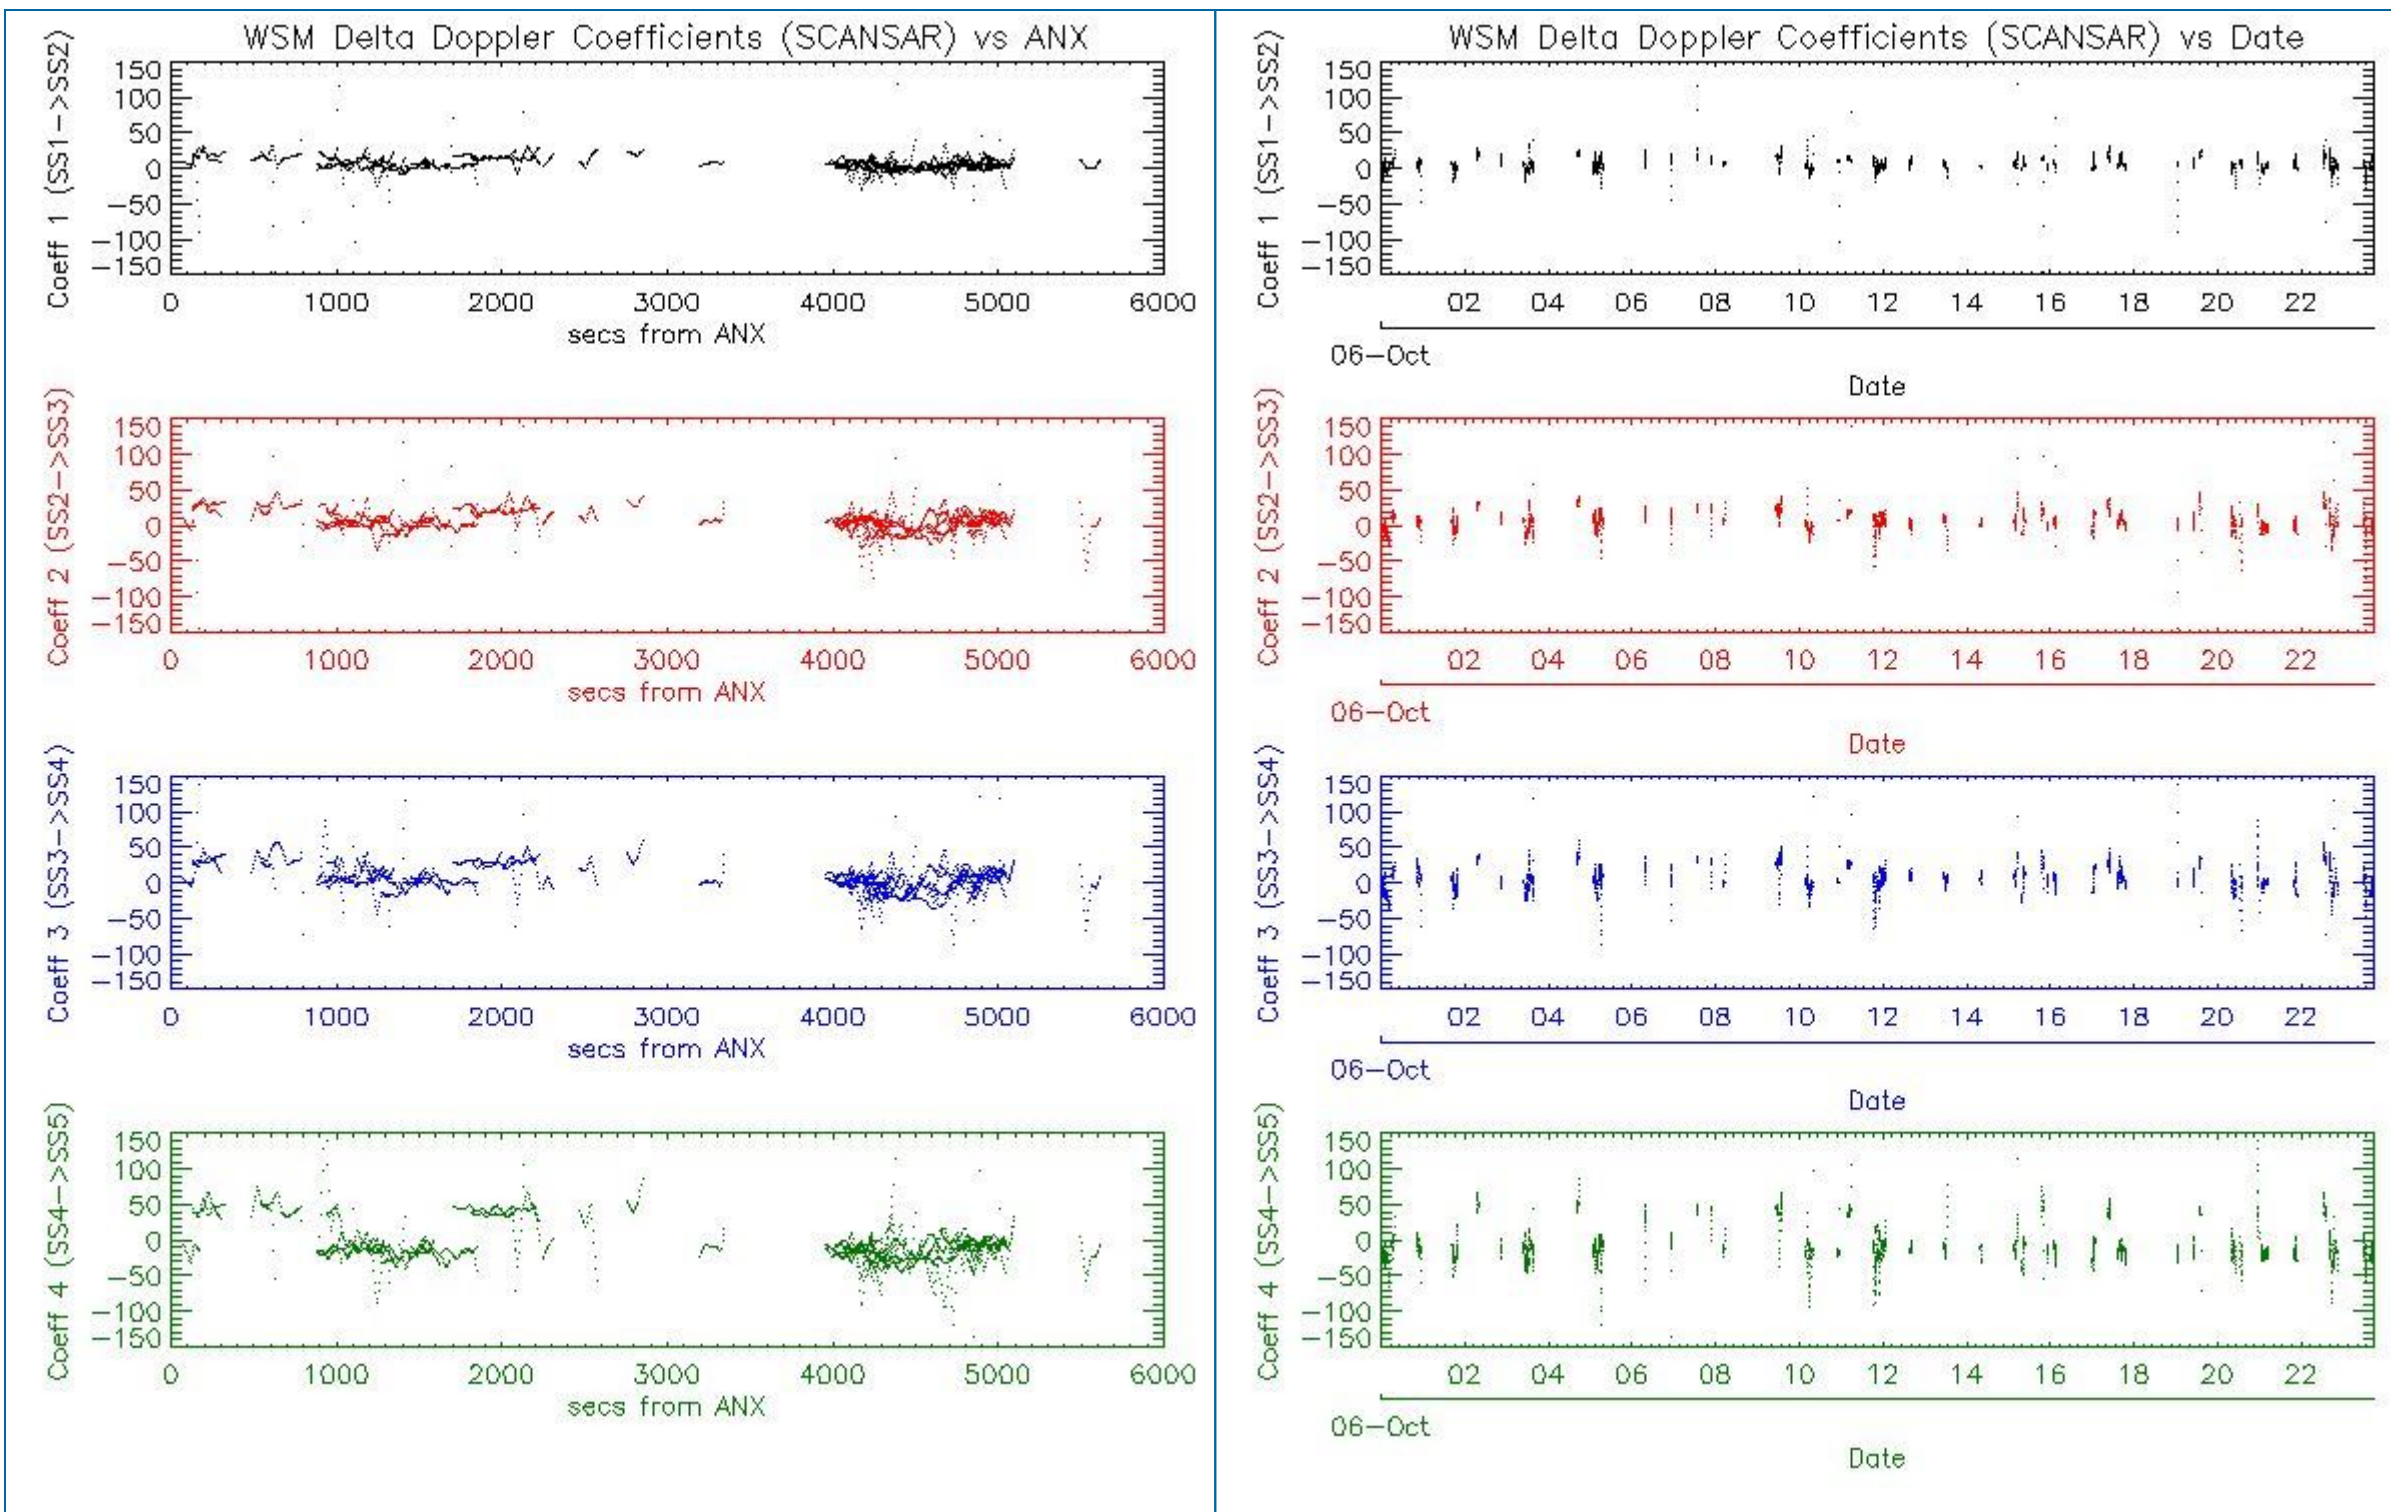 WSM Delta Doppler Coefficients (SCANSAR) vs ANX
Coeff 1 (SS1->SS2)
150
100
50
0
-50
-100
-150
0 1000 2000 3000 4000 5000 6000
secs from ANX
Coeff 2 (SS2->SS3)
150
100
50
0
-50
-100
-150
0 1000 2000 3000 4000 5000 6000
secs from ANX
Coeff 3 (SS3->SS4)
150
100
50
0
-50
-100
-150
0 1000 2000 3000 4000 5000 6000
secs from ANX
Coeff 4 (SS4->SS5)
150
100
50
0
-50
-100
-150
0 1000 2000 3000 4000 5000 6000
secs from ANX
WSM Delta Doppler Coefficients (SCANSAR) vs Date
Coeff 1 (SS1->SS2)
150
100
50
0
-50
-100
-150
02 04 06 08 10 12 14 16 18 20 22
06-Oct
Date
Coeff 2 (SS2->SS3)
150
100
50
0
-50
-100
-150
02 04 06 08 10 12 14 16 18 20 22
06-Oct
Date
Coeff 3 (SS3->SS4)
150
100
50
0
-50
-100
-150
02 04 06 08 10 12 14 16 18 20 22
06-Oct
Date
Coeff 4 (SS4->SS5)
150
100
50
0
-50
-100
-150
02 04 06 08 10 12 14 16 18 20 22
06-Oct
Date